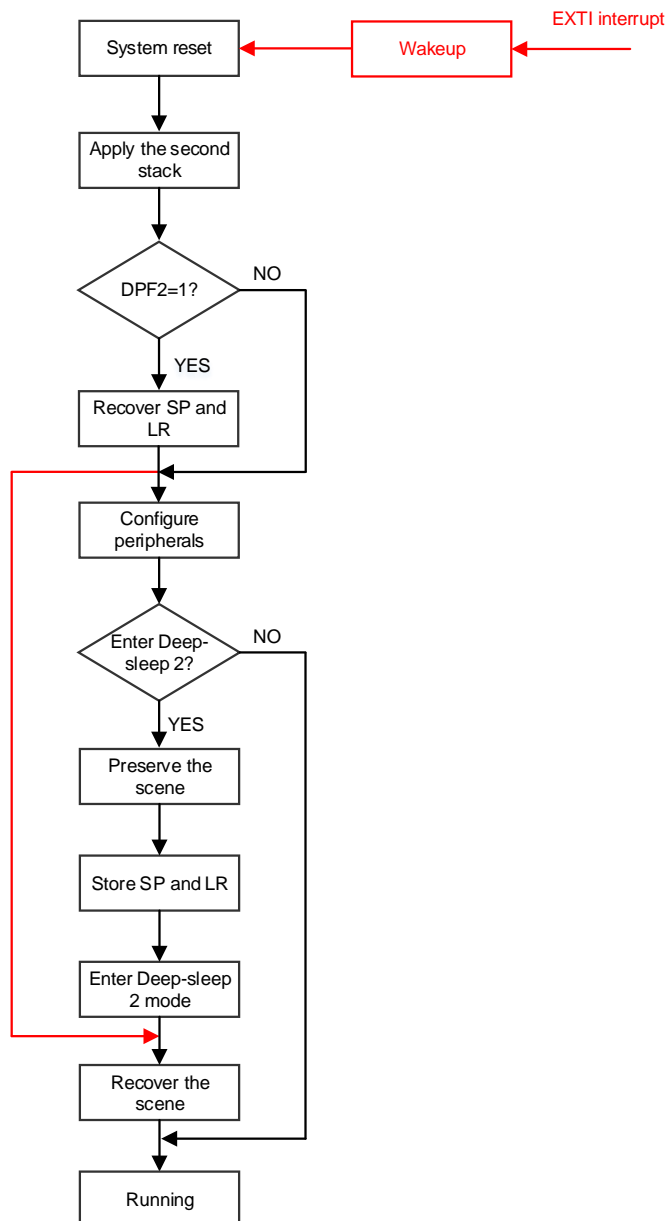 EXTI interrupt
System reset
Wakeup
Apply the second
stack
NO
DPF2=1?
YES
Recover SP and
LR
Configure
peripherals
NO
Enter Deep-
sleep 2?
YES
Preserve the
scene
Store SP and LR
Enter Deep-sleep
2 mode
Recover the
scene
Running